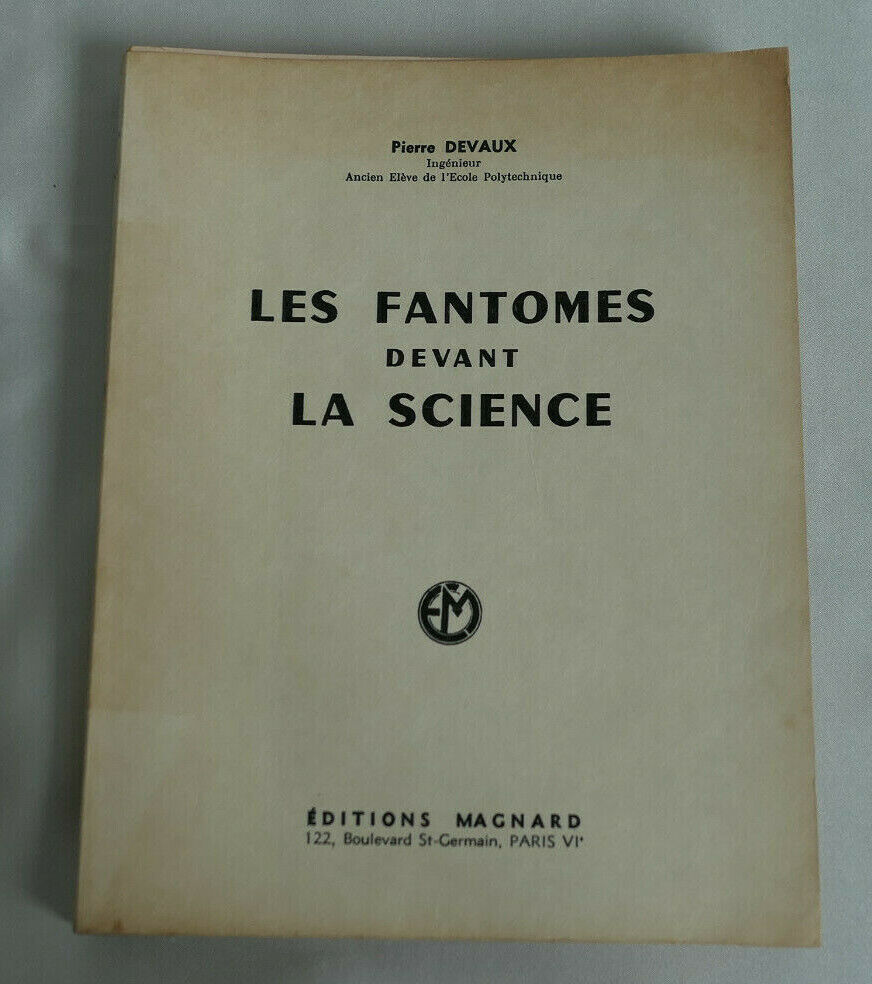 Pierre DEVAUX
Ingénieur
Ancien Elève de l'Ecole Polytechnique
LES FANTOMES
DEVANT
LA SCIENCE
EM
ÉDITIONS MAGNARD
122, Boulevard St-Germain, PARIS VIᵉ